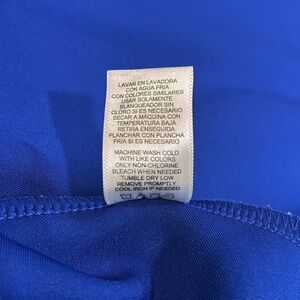 LAVAR EN LAVADORA
CON AGUA FRIA
CON COLORES SIMILARES
USAR SOLAMENTE
BLANQUEADOR SIN
CLORO SI ES NECESARIO
SECAR A MÁQUINA CON
TEMPERATURA BAJA
RETIRA ENSEGUIDA
PLANCHAR CON PLANCHA
FRÍA SI ES NECESARIO
MACHINE WASH COLD
WITH LIKE COLORS
ONLY NON-CHLORINE
BLEACH WHEN NEEDED
TUMBLE DRY LOW
REMOVE PROMPTLY
COOL IRON IF NEEDED